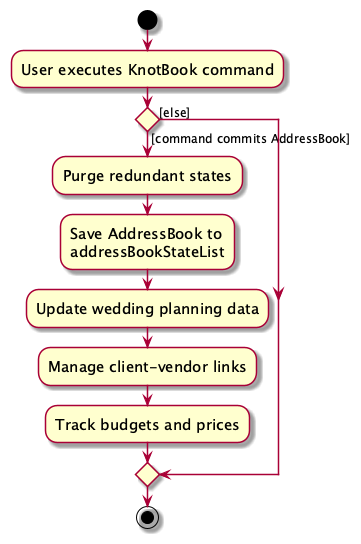 User executes KnotBook command
[else]
[command commits AddressBook]
Purge redundant states
Save AddressBook to
addressBookStateList
Update wedding planning data
Manage client-vendor links
Track budgets and prices